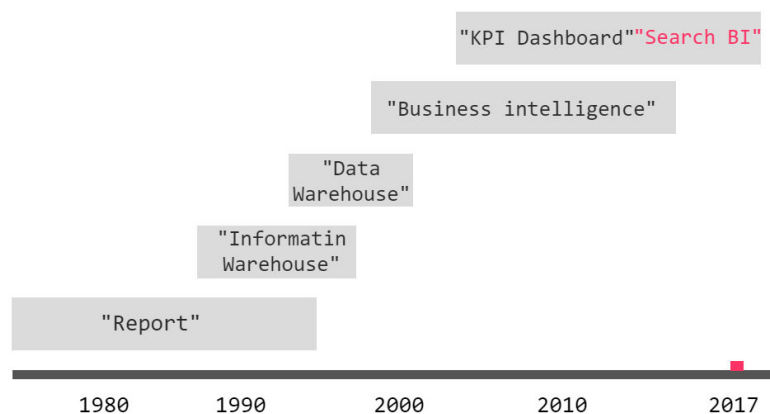 "KPI Dashboard""Search BI"
"Business intelligence"
"Data
Warehouse"
"Informatin
Warehouse"
"Report"
1980 1990 2000 2010 2017